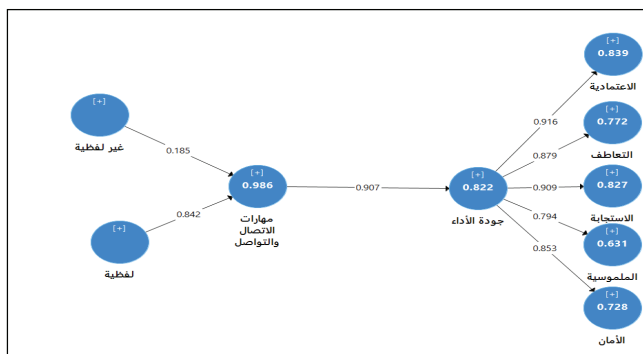 [+]
0.839
الاعتمادية
[+]
0.916
[+]
0.772
غير لفظية
0.185
0.879
التعاطف
[+]
0.986
0.907
[+]
0.822
0.909
[+]
0.827
مهارات
الاتصال
والتواصل
جودة الأداء
الاستجابة
0.842
0.794
[+]
[+]
0.631
لفظية
0.853
الملموسية
[+]
0.728
الأمان